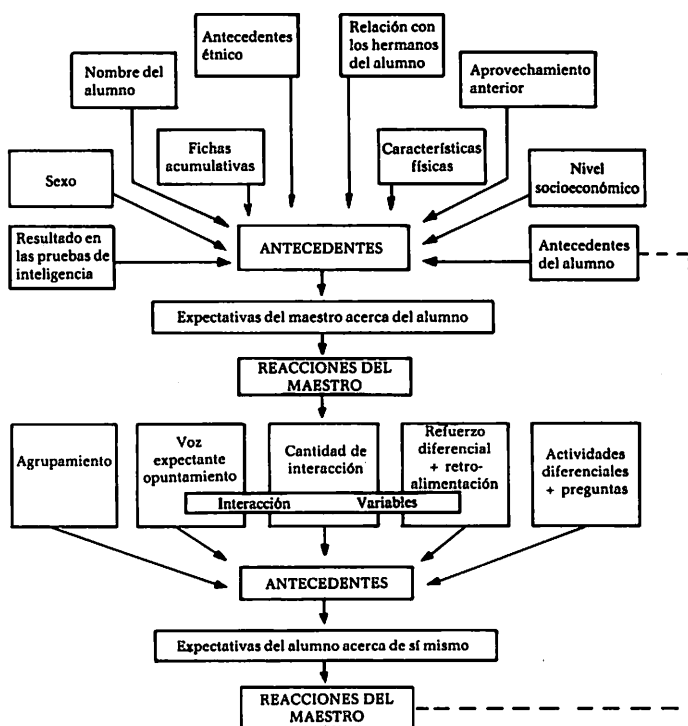 Antecedentes
étnico
Relación con
los hermanos
del alumno
Nombre del
alumno
Aprovechamiento
anterior
Fichas
acumulativas
Características
físicas
Sexo
Nivel
socioeconómico
Resultado en
las pruebas de
inteligencia
ANTECEDENTES
Antecedentes
del alumno
Expectativas del maestro acerca del alumno
REACCIONES DEL
MAESTRO
Agrupamiento
Voz
expectante
opuntamiento
Cantidad de
interacción
Refuerzo
diferencial
+ retro-
alimentación
Actividades
diferenciales
+ preguntas
Interacción Variables
ANTECEDENTES
Expectativas del alumno acerca de sí mismo
REACCIONES DEL
MAESTRO